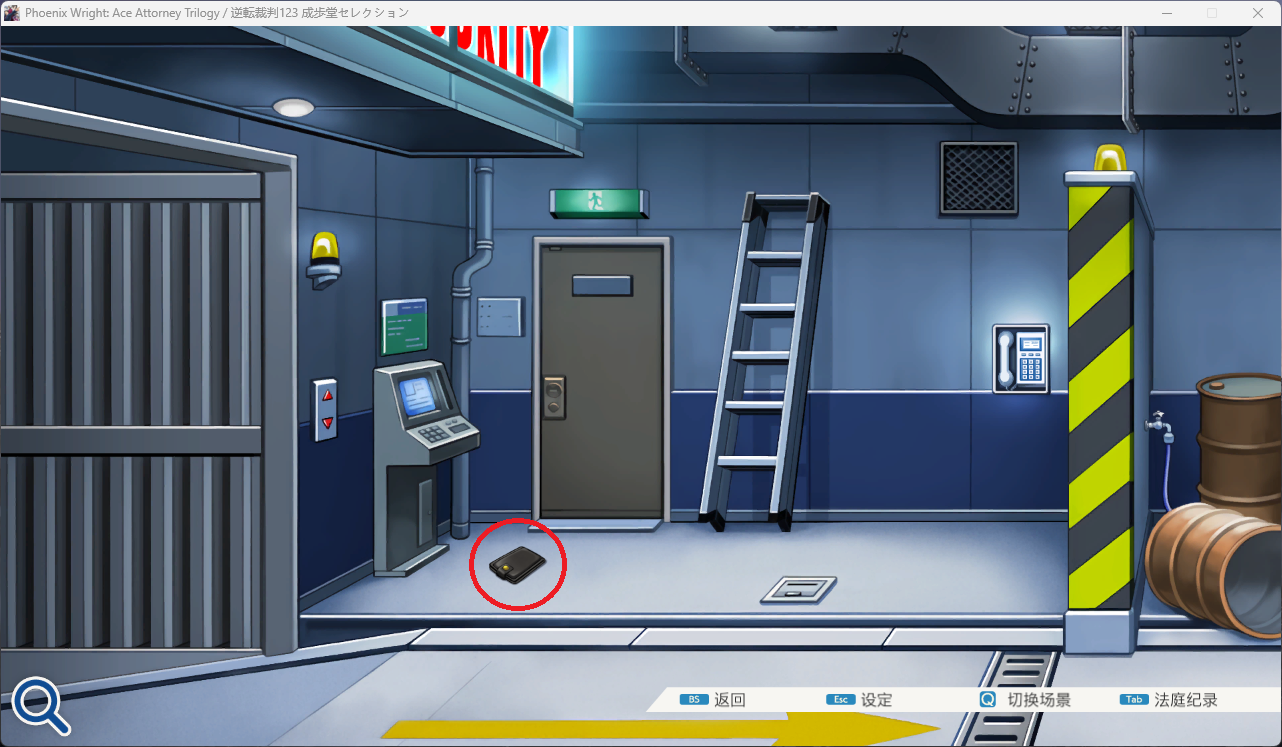 Phoenix Wright: Ace Attorney Trilogy / 逆転裁判123 成歩堂セレクション
BS 返回
Esc 设定
Q 切换场景
Tab 法庭纪录